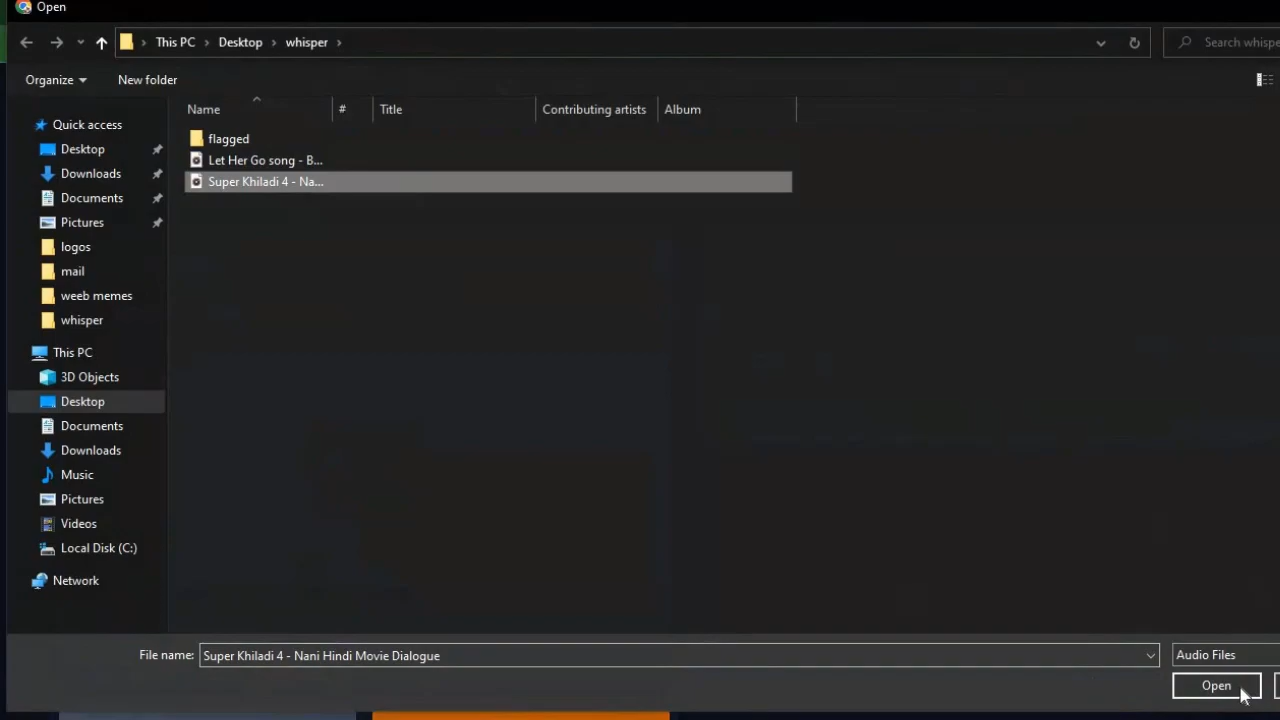 Open
This PC
Desktop
whisper
Search whispe
Organize
New folder
Name
#
Title
Contributing artists
Album
Quick access
Desktop
Downloads
Documents
Pictures
logos
mail
weeb memes
whisper
This PC
3D Objects
Desktop
Documents
Downloads
Music
Pictures
Videos
Local Disk (C:)
Network
flagged
Let Her Go song - B...
Super Khiladi 4 - Na...
File name:
Super Khiladi 4 - Nani Hindi Movie Dialogue
Audio Files
Open